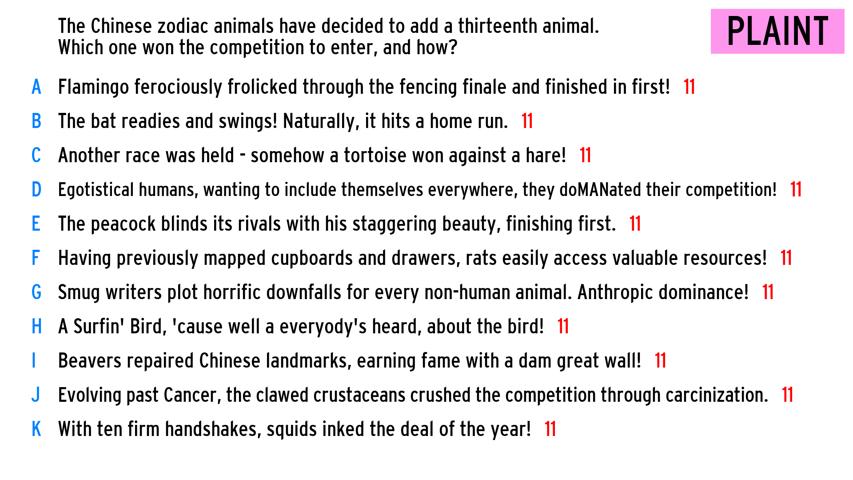 The Chinese zodiac animals have decided to add a thirteenth animal.
Which one won the competition to enter, and how?
PLAINT
A Flamingo ferociously frolicked through the fencing finale and finished in first! 11
B The bat readies and swings! Naturally, it hits a home run. 11
C Another race was held - somehow a tortoise won against a hare! 11
D Egotistical humans, wanting to include themselves everywhere, they doMANated their competition! 11
E The peacock blinds its rivals with his staggering beauty, finishing first. 11
F Having previously mapped cupboards and drawers, rats easily access valuable resources! 11
G Smug writers plot horrific downfalls for every non-human animal. Anthropic dominance! 11
H A Surfin' Bird, 'cause well a everyody's heard, about the bird! 11
I Beavers repaired Chinese landmarks, earning fame with a dam great wall! 11
J Evolving past Cancer, the clawed crustaceans crushed the competition through carcinization. 11
K With ten firm handshakes, squids inked the deal of the year! 11